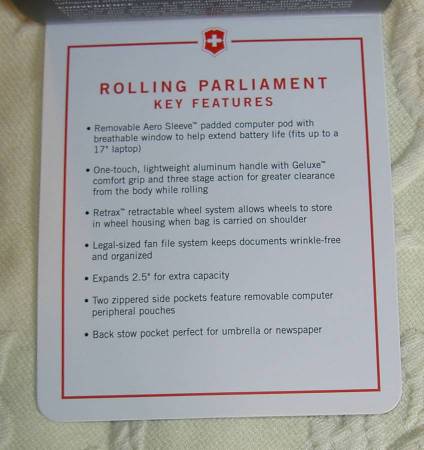 ROLLING PARLIAMENT
KEY FEATURES
• Removable Aero Sleeve™ padded computer pod with
breathable window to help extend battery life (fits up to a
17" laptop)
• One-touch, lightweight aluminum handle with Geluxe™
comfort grip and three stage action for greater clearance
from the body while rolling
• Retrax™ retractable wheel system allows wheels to store
in wheel housing when bag is carried on shoulder
• Legal-sized fan file system keeps documents wrinkle-free
and organized
• Expands 2.5" for extra capacity
• Two zippered side pockets feature removable computer
peripheral pouches
• Back stow pocket perfect for umbrella or newspaper